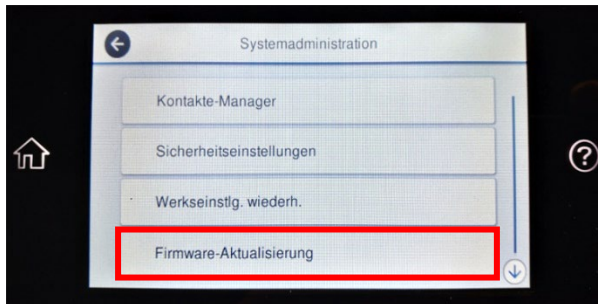 Systemadministration
Kontakte-Manager
Sicherheitseinstellungen
Werkseinstlg. wiederh.
Firmware-Aktualisierung
?